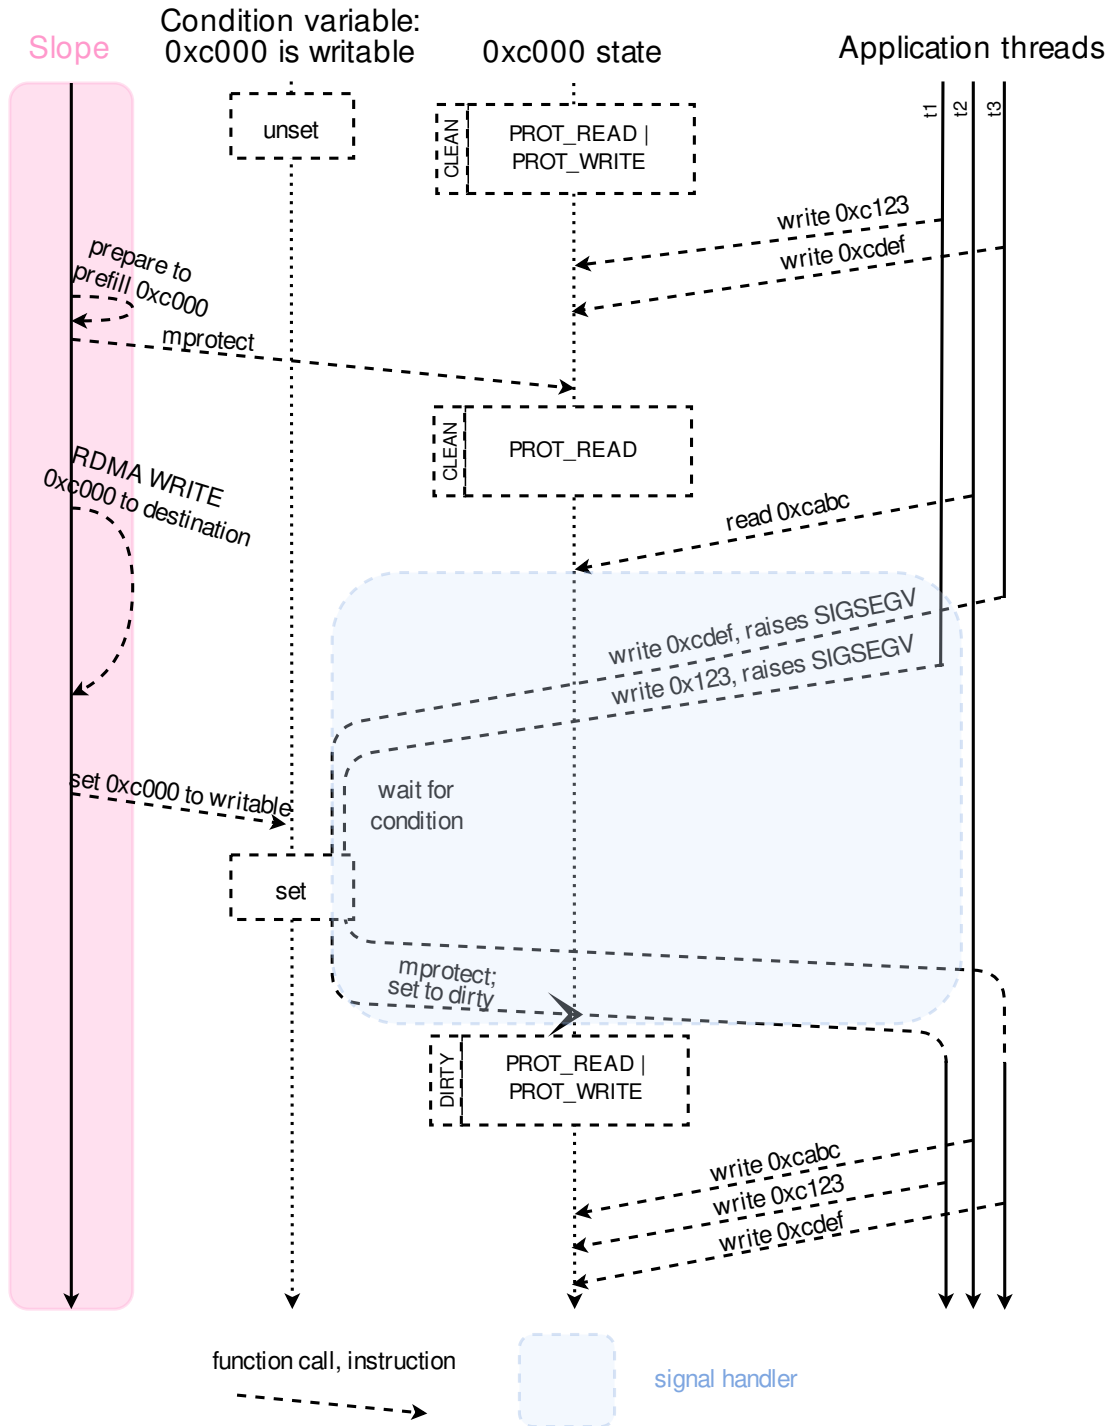 Condition variable:
Slope
0xc000 is writable
0xc000 state
Application threads
unset
CLEAN
PROT_READ |
PROT_WRITE
t1
t2
t3
write 0xc123
write 0xcdef
prepare to
prefill 0xc000
mprotect
CLEAN
PROT_READ
RDMA WRITE
0xc000 to destination
read 0xcabc
write 0xcdef, raises SIGSEGV
write 0x123, raises SIGSEGV
set 0xc000 to writable
wait for
condition
set
mprotect;
set to dirty
DIRTY
PROT_READ |
PROT_WRITE
write 0xcabc
write 0xc123
write 0xcdef
function call, instruction
signal handler